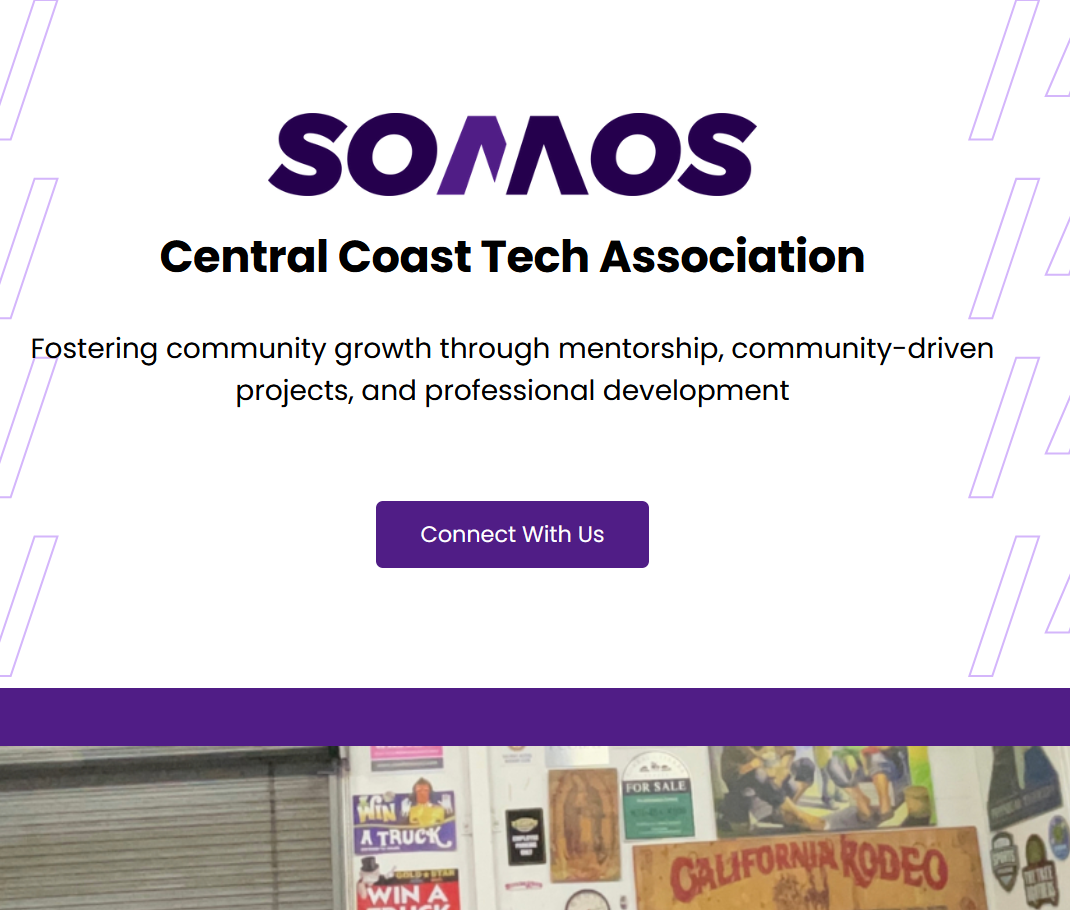 SOMOS
Central Coast Tech Association
Fostering community growth through mentorship, community-driven
projects, and professional development
Connect With Us
FOR SALE
WIN
A TRUCK
CALIFORNIA RODEO
GOLD STAR
WIN A
TRUCK